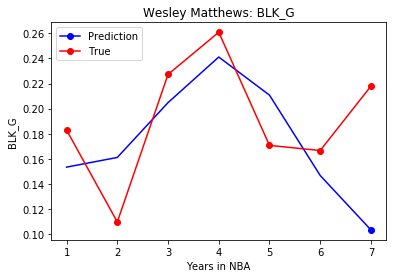 Wesley Matthews: BLK_G
Prediction
True
0.26
0.24
0.22
0.20
0.18
0.16
0.14
0.12
0.10
BLK_G
1 2 3 4 5 6 7
Years in NBA